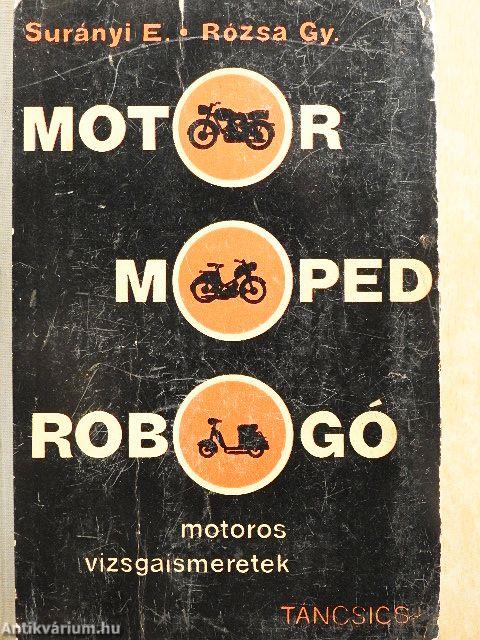 Surányi E. • Rózsa Gy.
MOTOR
MOPED
ROBOGÓ
motoros
vizsgaismeretek
TÁNCSICS
Antikvárium.hu